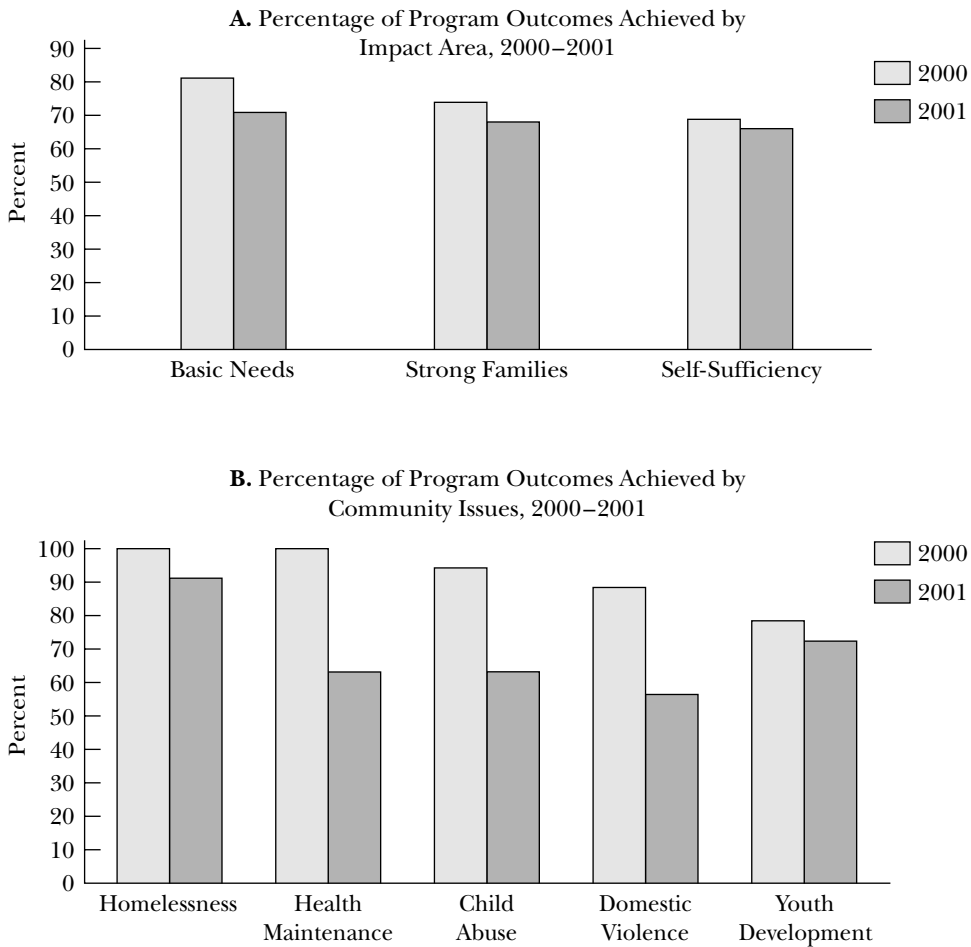 A. Percentage of Program Outcomes Achieved by
Impact Area, 2000–2001
90
80
70
60
50
40
30
20
10
0
Percent
2000
2001
Basic Needs
Strong Families
Self-Sufficiency
B. Percentage of Program Outcomes Achieved by
Community Issues, 2000–2001
100
90
80
70
60
50
40
30
20
10
0
Percent
2000
2001
Homelessness
Health
Maintenance
Child
Abuse
Domestic
Violence
Youth
Development